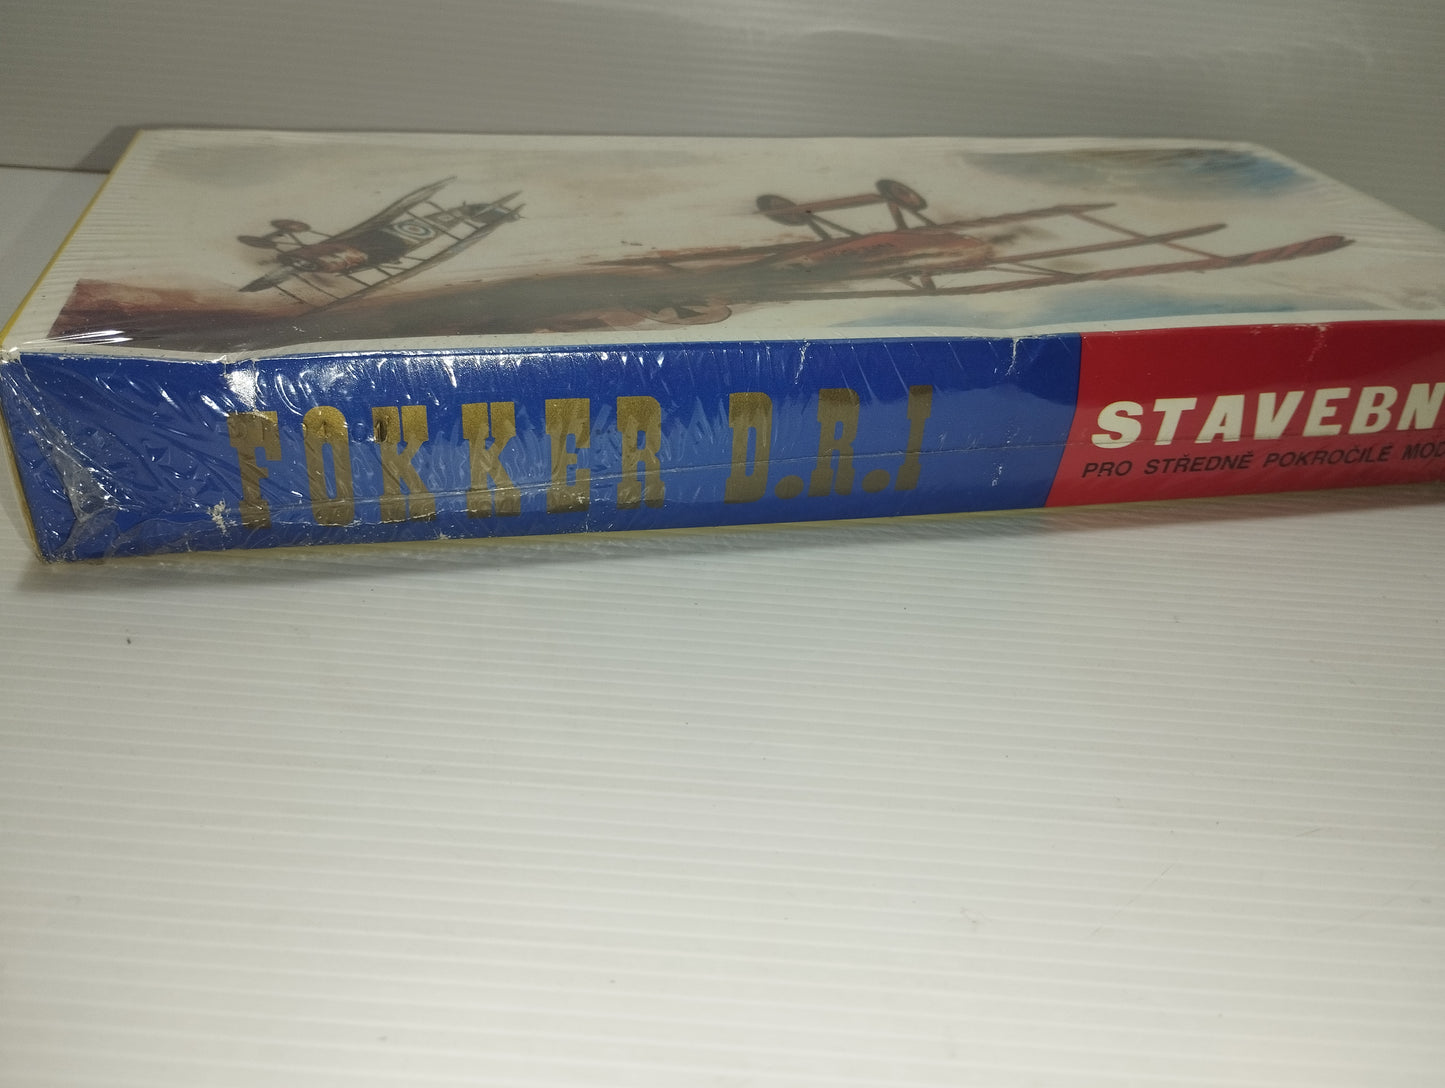 FOKKER D.R.I
STAVEBN
PRO STŘEDNĚ POKROČILÉ MOD